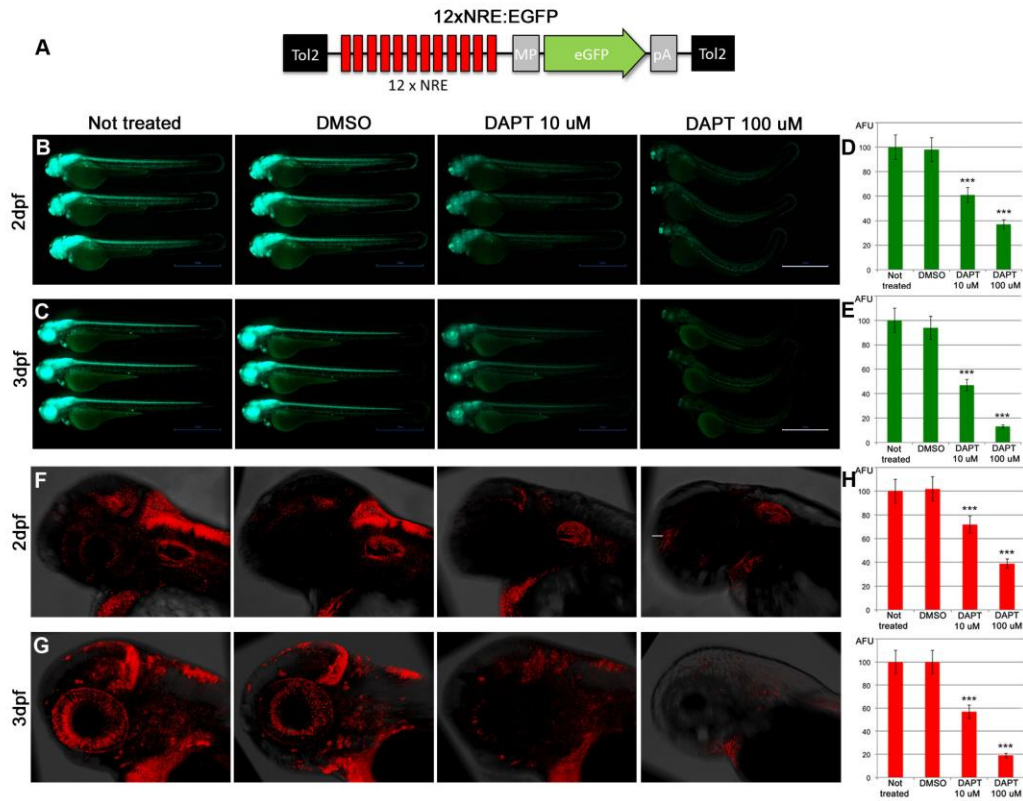 12xNRE:EGFP
A
Tol2
MP
eGFP
pA
Tol2
12 x NRE
Not treated
DMSO
DAPT 10 uM
DAPT 100 uM
B
2dpf
D
AFU
100
80
60
40
20
0
***
***
Not treated
DMSO
DAPT 10 uM
DAPT 100 uM
C
3dpf
E
AFU
100
80
60
40
20
0
***
***
Not treated
DMSO
DAPT 10 uM
DAPT 100 uM
F
2dpf
H
AFU
100
80
60
40
20
0
***
***
Not treated
DMSO
DAPT 10 uM
DAPT 100 uM
G
3dpf
AFU
100
80
60
40
20
0
***
***
Not treated
DMSO
DAPT 10 uM
DAPT 100 uM